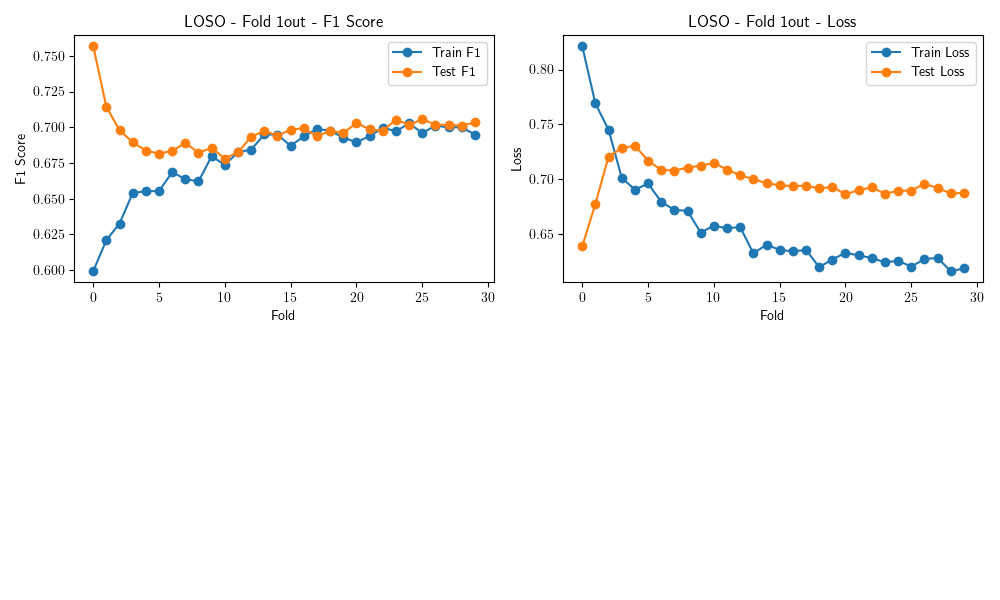 LOSO - Fold 1out - F1 Score
F1 Score
0.750
0.725
0.700
0.675
0.650
0.625
0.600
Train F1
Test F1
0 5 10 15 20 25 30
Fold
LOSO - Fold 1out - Loss
Loss
0.80
0.75
0.70
0.65
Train Loss
Test Loss
0 5 10 15 20 25 30
Fold